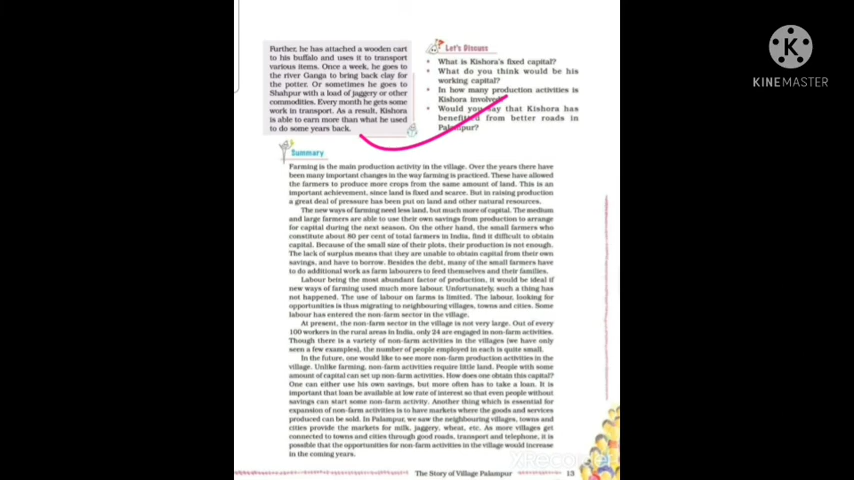 Further, he has attached a wooden cart
to his buffalo and uses it to transport
various items. Once a week, he goes to
the river Ganga to bring back clay for
the potter. Or sometimes he goes to
Shahpur with a load of jaggery or other
commodities. Every month he gets some
work in transport. As a result, Kishora
is able to earn more than what he used
to do some years back.
Let's Discuss
• What is Kishora's fixed capital?
• What do you think would be his
working capital?
• In how many production activities is
Kishora involved?
• Would you say that Kishora has
benefitted from better roads in
Palampur?
Summary
Farming is the main production activity in the village. Over the years there have
been many important changes in the way farming is practiced. These have allowed
the farmers to produce more crops from the same amount of land. This is an
important achievement, since land is fixed and scarce. But in raising production
a great deal of pressure has been put on land and other natural resources.
The new ways of farming need less land, but much more of capital. The medium
and large farmers are able to use their own savings from production to arrange
for capital during the next season. On the other hand, the small farmers who
constitute about 80 per cent of total farmers in India, find it difficult to obtain
capital. Because of the small size of their plots, their production is not enough.
The lack of surplus means that they are unable to obtain capital from their own
savings, and have to borrow. Besides the debt, many of the small farmers have
to do additional work as farm labourers to feed themselves and their families.
Labour being the most abundant factor of production, it would be ideal if
new ways of farming used much more labour. Unfortunately, such a thing has
not happened. The use of labour on farms is limited. The labour, looking for
opportunities is thus migrating to neighbouring villages, towns and cities. Some
labour has entered the non-farm sector in the village.
At present, the non-farm sector in the village is not very large. Out of every
100 workers in the rural areas in India, only 24 are engaged in non-farm activities.
Though there is a variety of non-farm activities in the villages (we have only
seen a few examples), the number of people employed in each is quite small.
In the future, one would like to see more non-farm production activities in the
village. Unlike farming, non-farm activities require little land. People with some
amount of capital can set up non-farm activities. How does one obtain this capital?
One can either use his own savings, but more often has to take a loan. It is
important that loan be available at low rate of interest so that even people without
savings can start some non-farm activity. Another thing which is essential for
expansion of non-farm activities is to have markets where the goods and services
produced can be sold. In Palampur, we saw the neighbouring villages, towns and
cities provide the markets for milk, jaggery, wheat, etc. As more villages get
connected to towns and cities through good roads, transport and telephone, it is
possible that the opportunities for non-farm activities in the village would increase
in the coming years.
The Story of Village Palampur 13
K
KINEMASTER
XRecorder